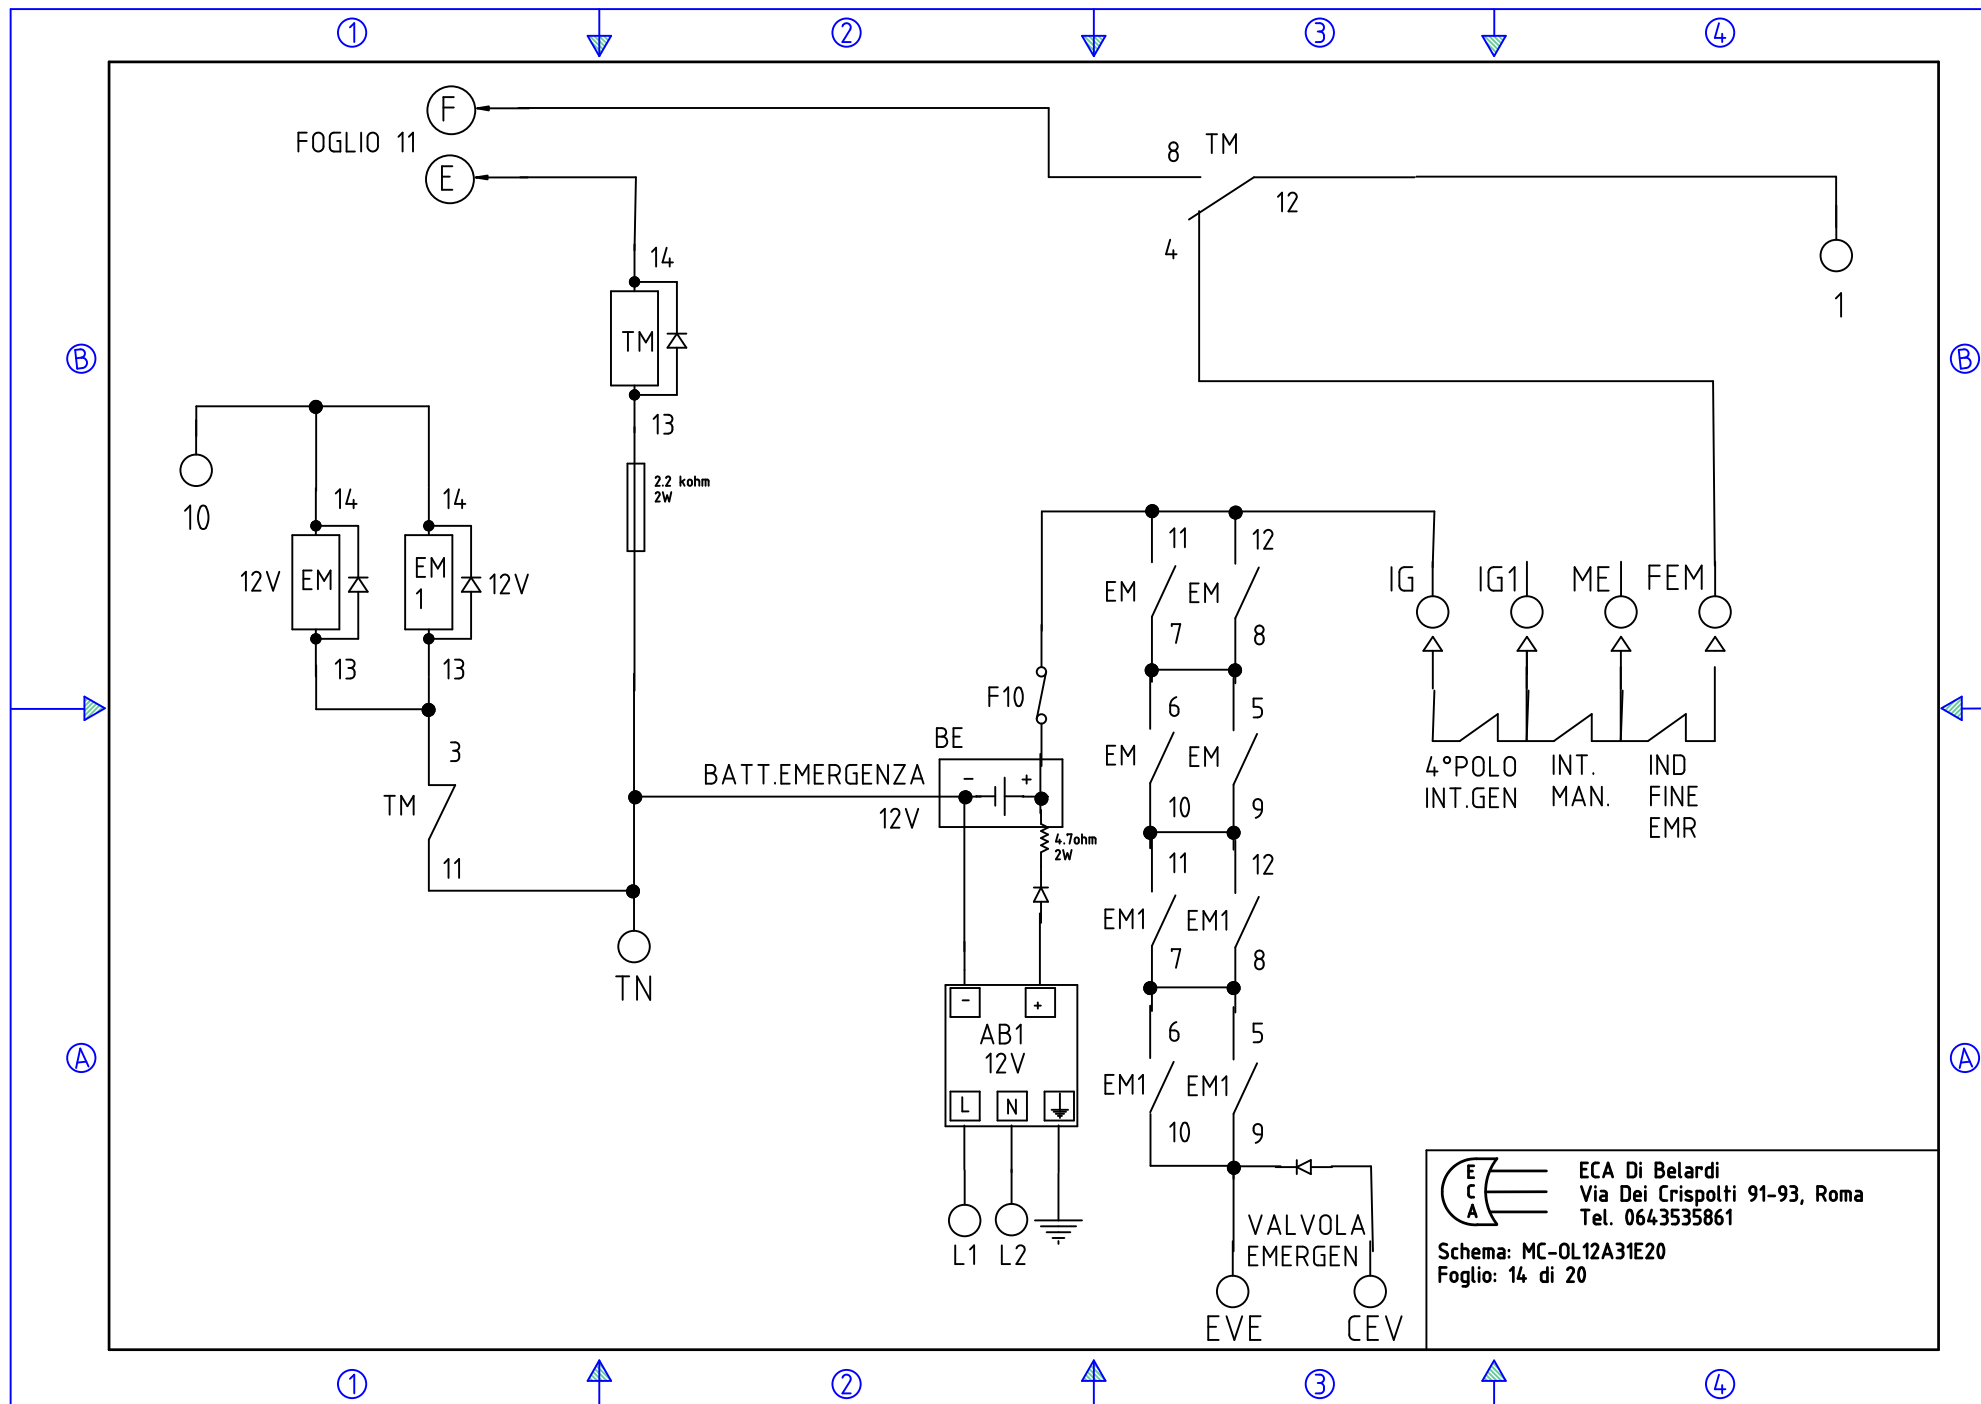 1
2
3
4
F
FOGLIO 11
E
8
TM
12
4
1
14
TM
13
B
B
10
14
14
2.2 kohm
2W
12V
EM
EM
1
12V
13
13
11
12
EM
EM
7
8
IG
IG1
ME
FEM
3
TM
11
F10
BE
BATT.EMERGENZA
12V
-
+
4.7ohm
2W
6
5
EM
EM
10
9
4°POLO
INT.GEN
INT.
MAN.
IND
FINE
EMR
11
12
EM1
EM1
7
8
TN
-
+
AB1
12V
L
N
A
A
6
5
EM1
EM1
10
9
L1
L2
VALVOLA
EMERGEN
EVE
CEV
E
C
A
ECA Di Belardi
Via Dei Crispolti 91-93, Roma
Tel. 0643535861
Schema: MC-OL12A31E20
Foglio: 14 di 20
1
2
3
4